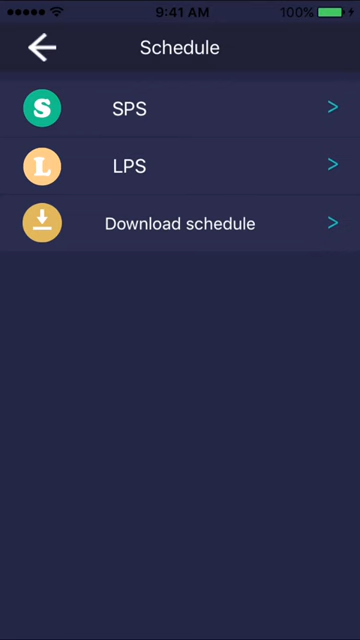 9:41 AM
100%
Schedule
S
SPS
>
L
LPS
>
Download schedule
>